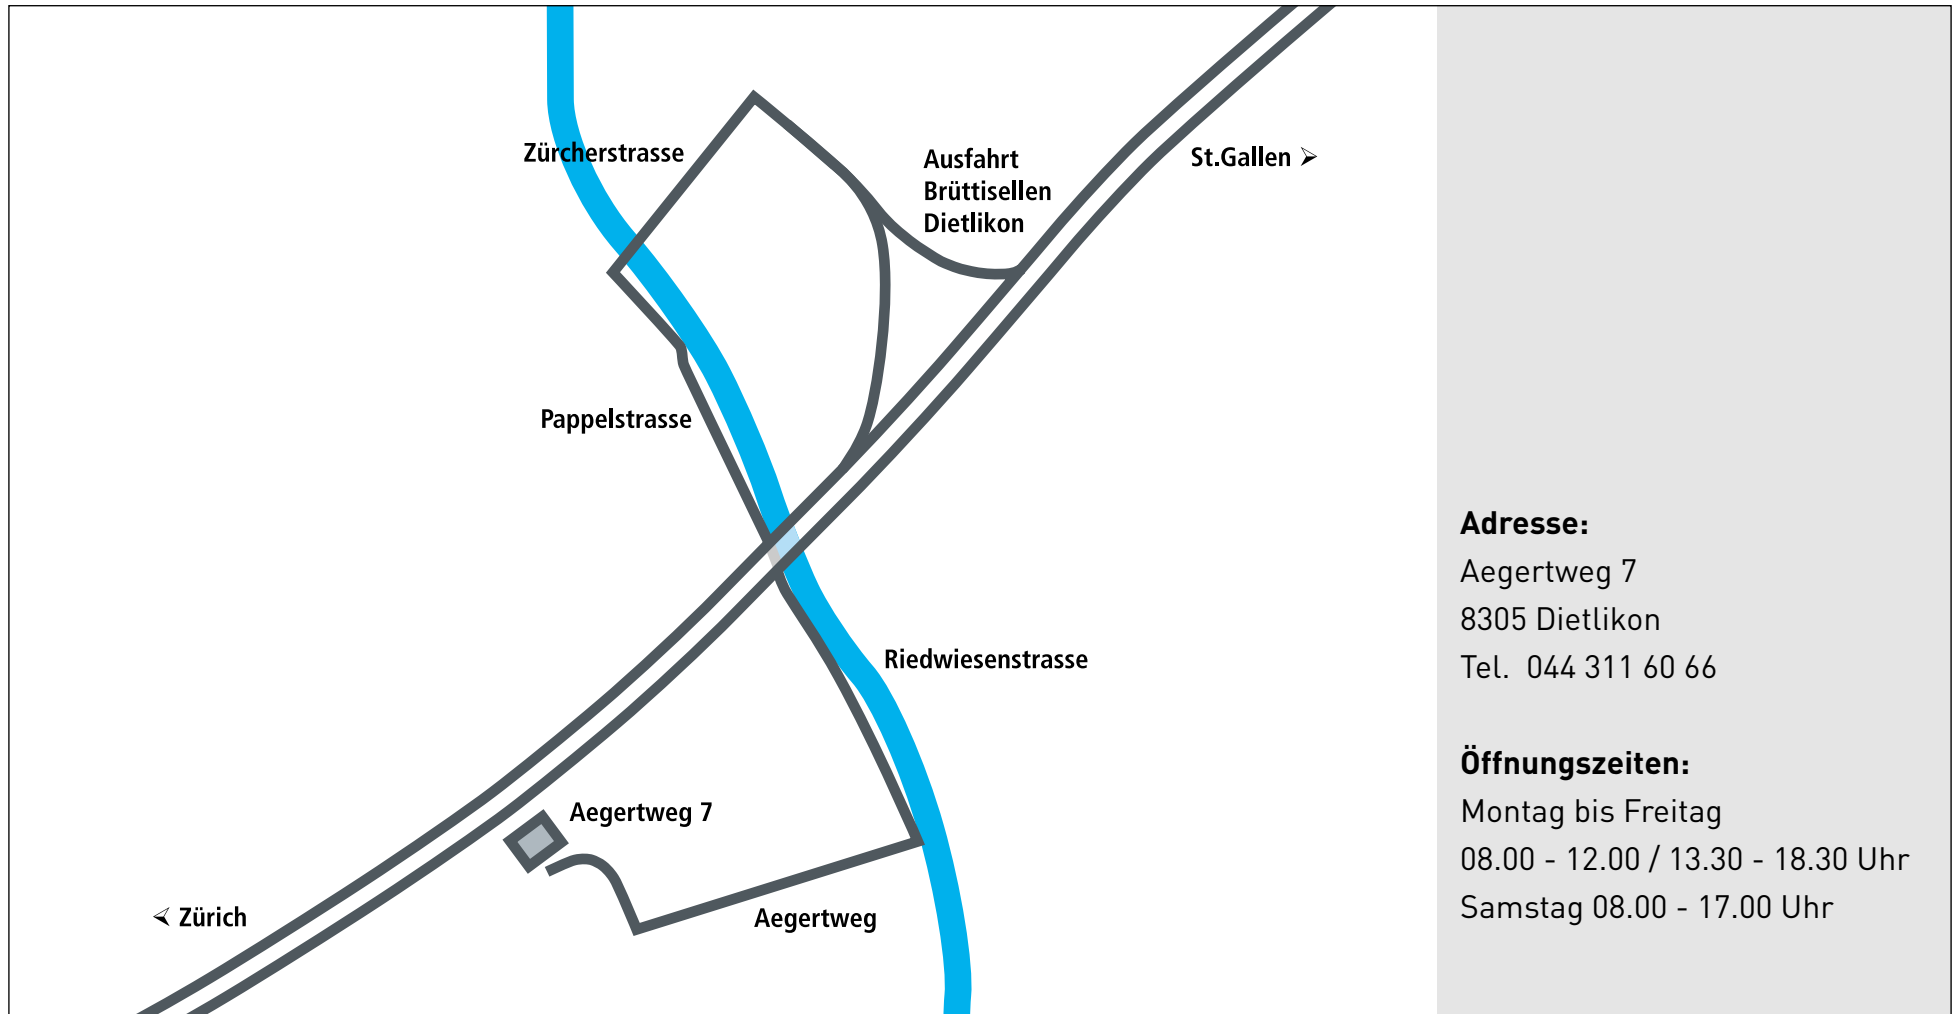 Zürcherstrasse
Ausfahrt
Brüttisellen
Dietlikon
St.Gallen ➢
Pappelstrasse
Riedwiesenstrasse
Aegertweg 7
Aegertweg
⮘ Zürich
Adresse:
Aegertweg 7
8305 Dietlikon
Tel.  044 311 60 66
Öffnungszeiten:
Montag bis Freitag
08.00 - 12.00 / 13.30 - 18.30 Uhr
Samstag 08.00 - 17.00 Uhr